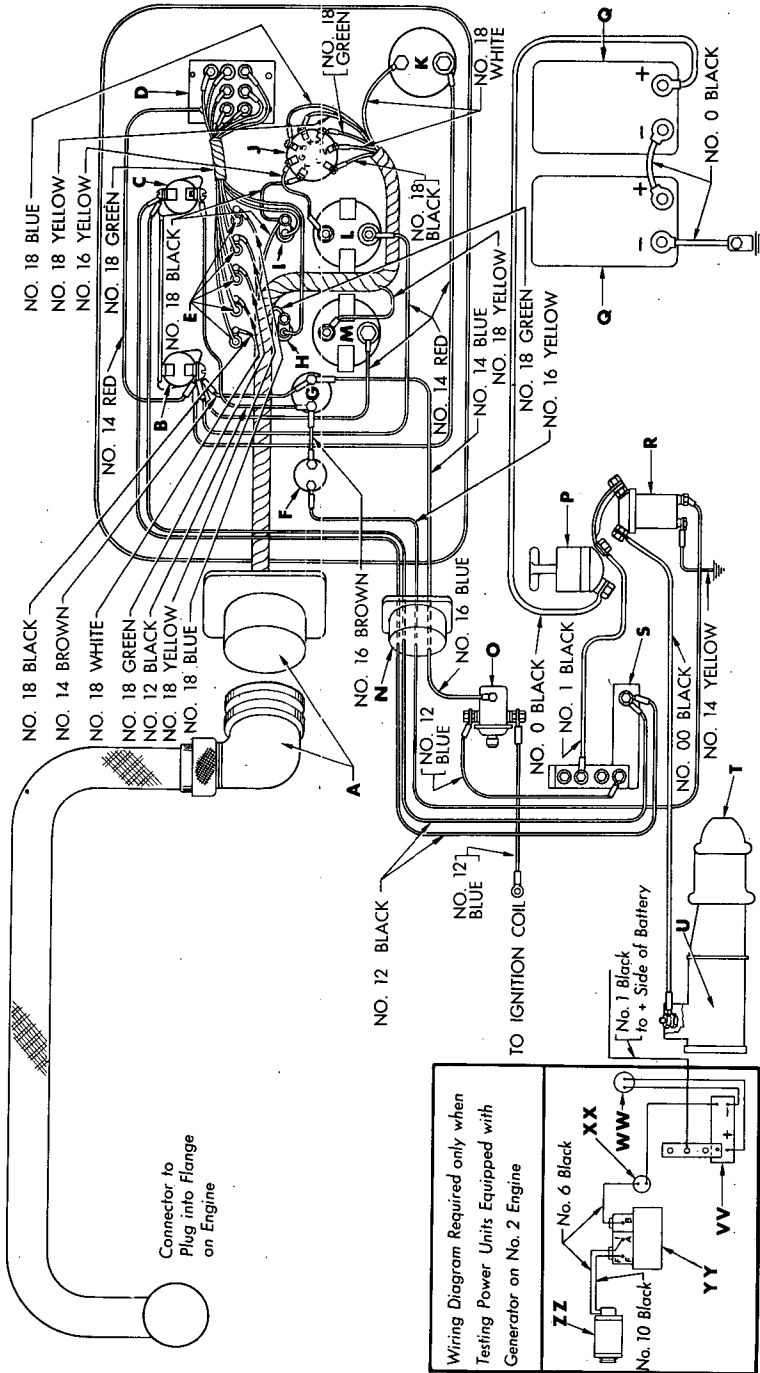 NO. 18 BLUE
NO. 18 YELLOW
NO. 16 YELLOW
NO. 14 RED
NO. 18 GREEN
D
C
NO. 18 BLACK
E
B
NO. 18 GREEN
J
K
NO. 18 WHITE
I
L
NO. 18 BLACK
H
M
G
F
NO. 14 RED
NO. 14 BLUE
NO. 18 YELLOW
NO. 18 GREEN
NO. 16 YELLOW
NO. 18 BLACK
NO. 14 BROWN
NO. 18 WHITE
NO. 18 GREEN
NO. 12 BLACK
NO. 18 YELLOW
NO. 18 BLUE
A
NO. 16 BROWN
N
NO. 16 BLUE
O
NO. 12 BLUE
NO. 12 BLACK
NO. 12 BLUE
TO IGNITION COIL
NO. 0 BLACK
NO. 1 BLACK
P
R
S
NO. 00 BLACK
NO. 14 YELLOW
T
U
Q
+
-
NO. 0 BLACK
+
-
Q
Connector to
Plug into Flange
on Engine
Wiring Diagram Required only when
Testing Power Units Equipped with
Generator on No. 2 Engine
No. 1 Black
to + Side of Battery
No. 6 Black
XX
WW
+
-
VV
B
A
F
F
YY
ZZ
No. 10 Black